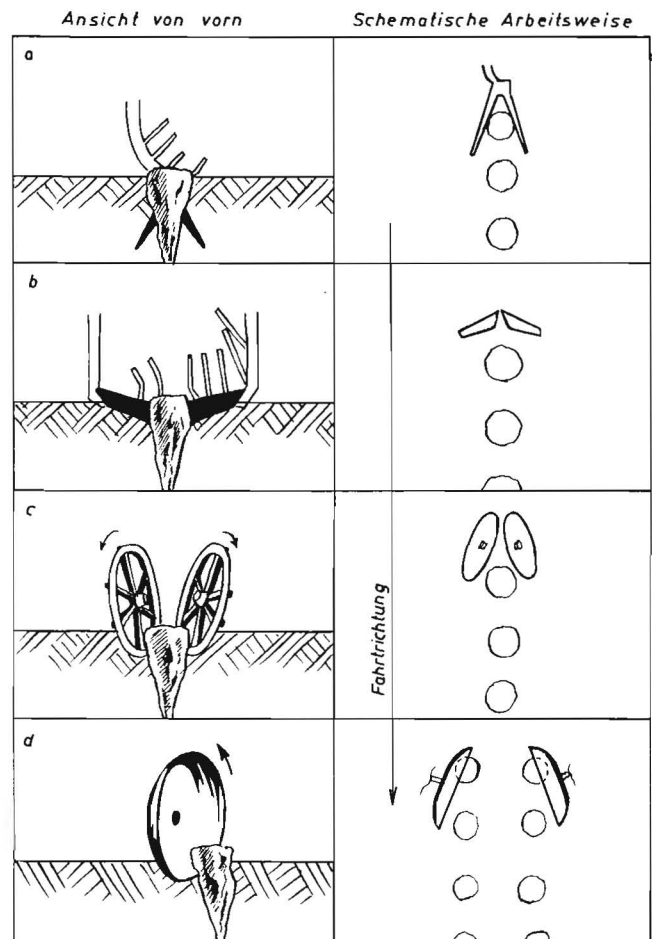 Ansicht von vorn
Schematische Arbeitsweise
a
b
c
d
Fahrtrichtung